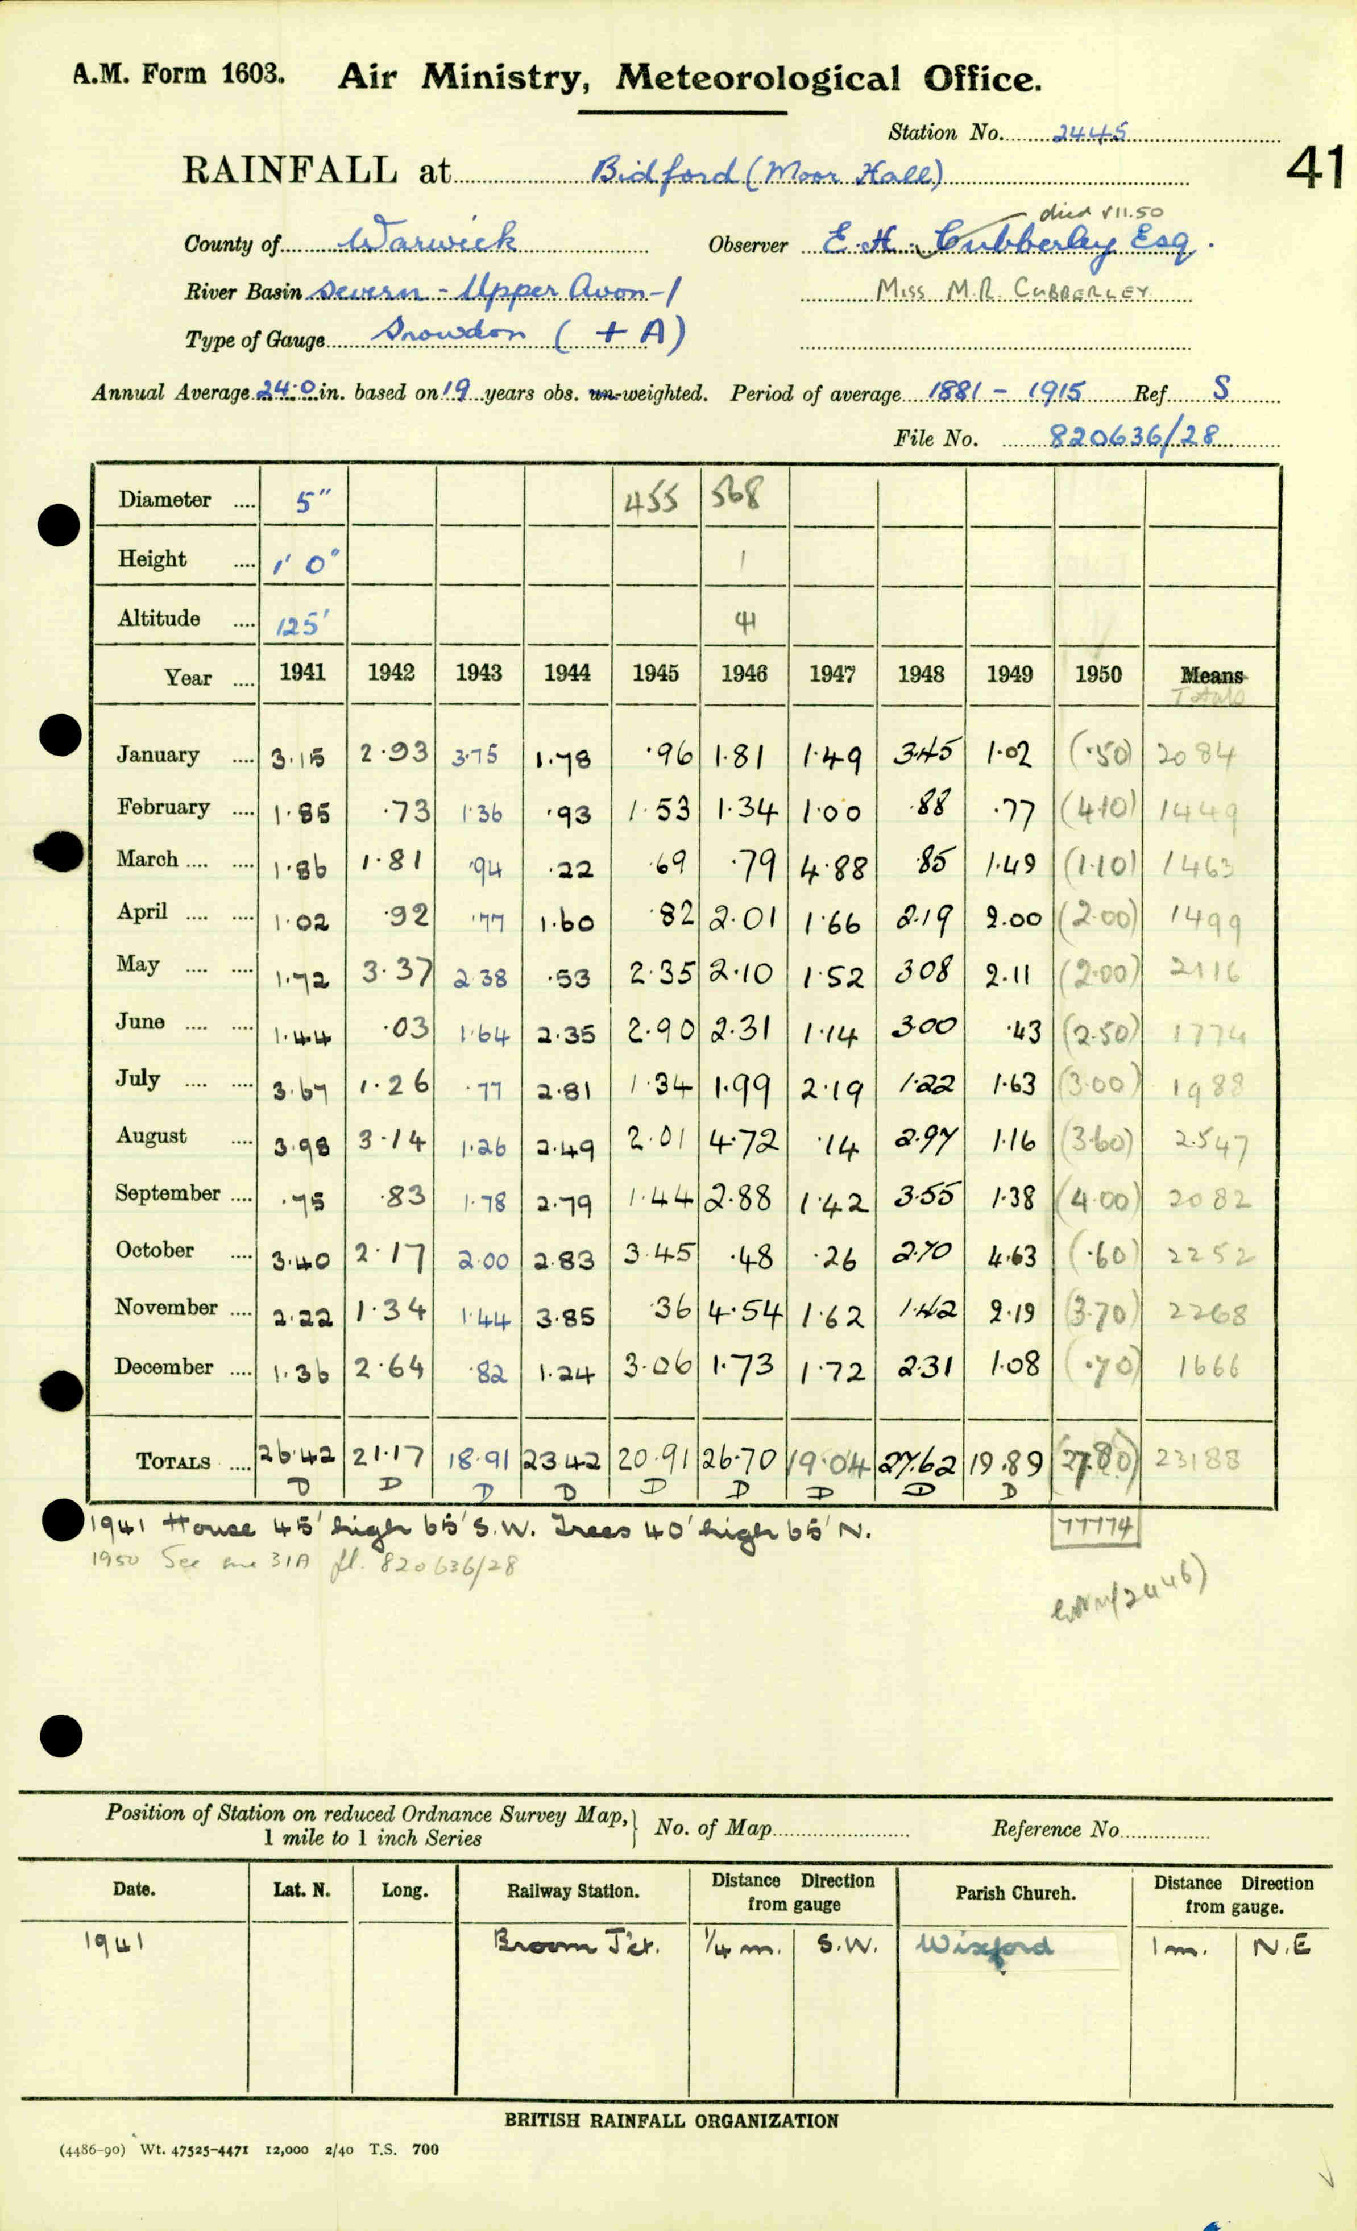 A.M. Form 1603. Air Ministry, Meteorological Office.
Station No. 2445
41
RAINFALL at Bidford (Moor Hall)
died 8 11.50
County of Warwick Observer E. H. Cubberley Esq.
River Basin Severn - Upper Avon - 1 Miss M.R. CUBBERLEY
Type of Gauge Snowdon ( + A)
Annual Average 24.0 in. based on 19 years obs. un-weighted. Period of average 1881 - 1915 Ref S
File No. 820636/28
Diameter .... 5" 455 568
Height .... 1' 0" 1
Altitude .... 125' 41
Year .... 1941 1942 1943 1944 1945 1946 1947 1948 1949 1950 Means
Totals
January .... 3.15 2.93 3.75 1.78 .96 1.81 1.49 3.45 1.02 (.50) 2084
February .... 1.85 .73 1.36 .93 1.53 1.34 1.00 .88 .77 (4.10) 1449
March .... .... 1.86 1.81 .94 .22 .69 .79 4.88 .85 1.49 (1.10) 1463
April .... .... 1.02 .92 .77 1.60 .82 2.01 1.66 2.19 2.00 (2.00) 1499
May .... .... 1.72 3.37 2.38 .53 2.35 2.10 1.52 3.08 2.11 (2.00) 2116
June .... .... 1.44 .03 1.64 2.35 2.90 2.31 1.14 3.00 .43 (2.50) 1774
July .... .... 3.67 1.26 .77 2.81 1.34 1.99 2.19 1.22 1.63 (3.00) 1988
August .... 3.98 3.14 1.26 2.49 2.01 4.72 .14 2.97 1.16 (3.60) 2547
September .... .75 .83 1.78 2.79 1.44 2.88 1.42 3.55 1.38 (4.00) 2082
October .... 3.40 2.17 2.00 2.83 3.45 .48 .26 2.70 4.63 (.60) 2252
November .... 2.22 1.34 1.44 3.85 .36 4.54 1.62 1.42 2.19 (3.70) 2268
December .... 1.36 2.64 .82 1.24 3.06 1.73 1.72 2.31 1.08 (.70) 1666
TOTALS .... 26.42 21.17 18.91 23.42 20.91 26.70 19.04 27.62 19.89 (27.80) 23188
D D D D D D D D D
1941 House 45' high 65' S.W. Trees 40' high 65' N. 77774
1950 See 31A fl. 820636/28
(2446)
Position of Station on reduced Ordnance Survey Map, } No. of Map Reference No.
1 mile to 1 inch Series
Date. Lat. N. Long. Railway Station. Distance Direction from gauge Parish Church. Distance Direction from gauge.
1941 Broom Jct. 1/4 m. S.W. Wixford 1 m. N.E
BRITISH RAINFALL ORGANIZATION
(4486-90) Wt. 47525-4471 12,000 2/40 T.S. 700